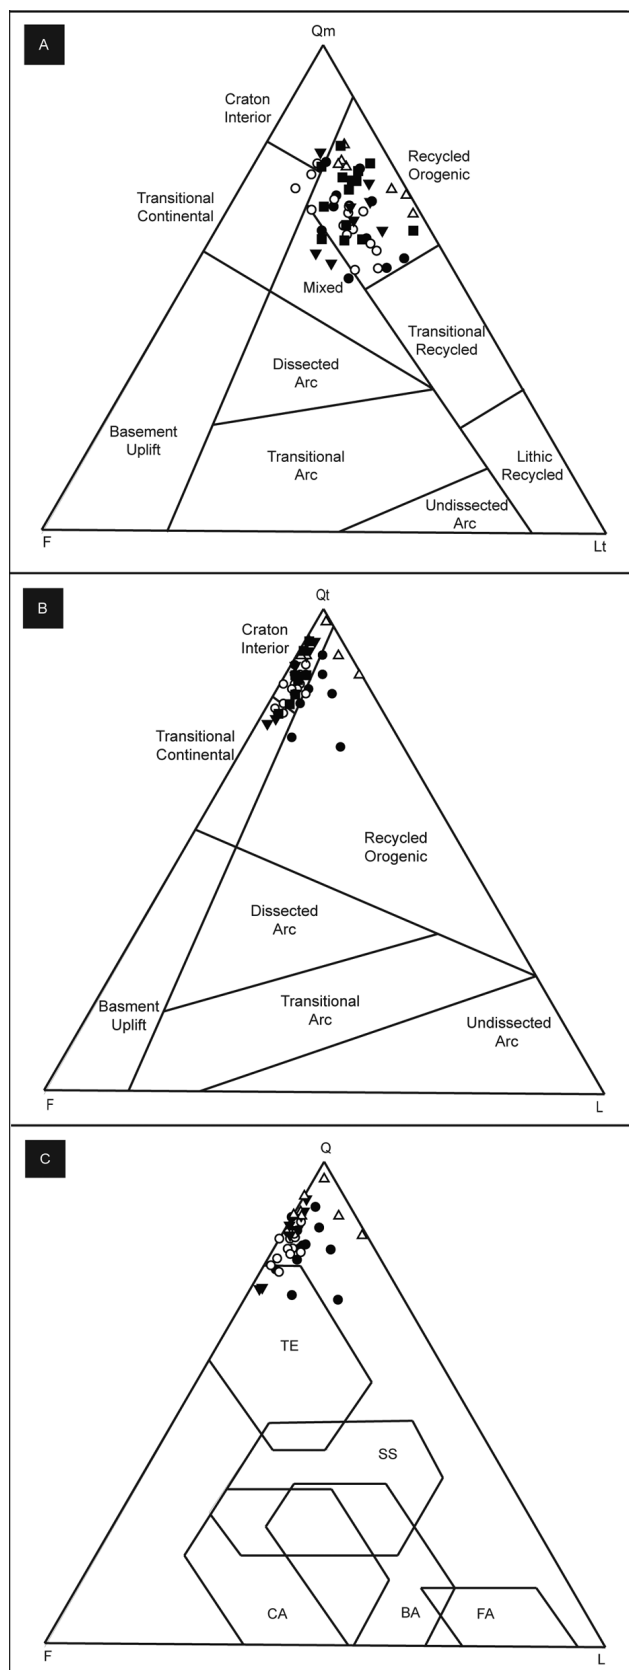 A
Qm
Craton
Interior
Recycled
Orogenic
Transitional
Continental
Mixed
Transitional
Recycled
Dissected
Arc
Basement
Uplift
Transitional
Arc
Lithic
Recycled
Undissected
Arc
F
Lt
B
Qt
Craton
Interior
Transitional
Continental
Recycled
Orogenic
Dissected
Arc
Basment
Uplift
Transitional
Arc
Undissected
Arc
F
L
C
Q
TE
SS
CA
BA
FA
F
L